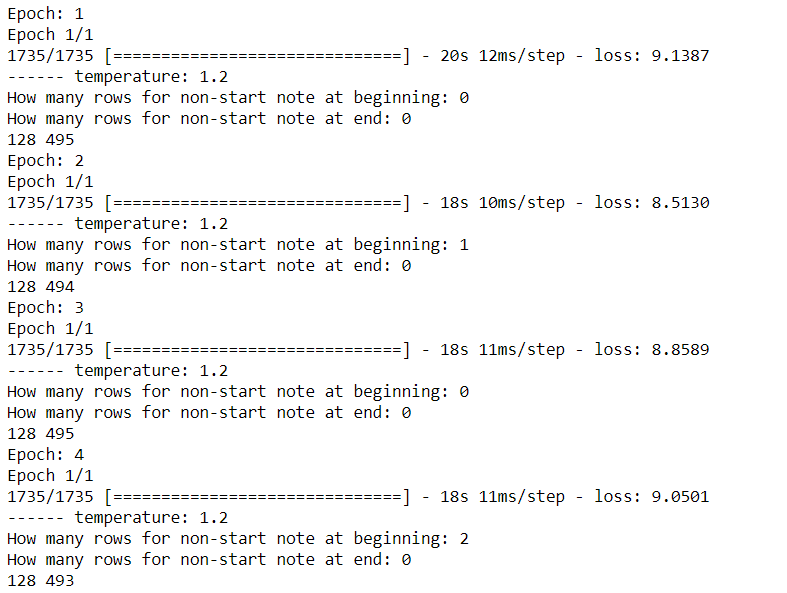 Epoch: 1
Epoch 1/1
1735/1735 [==============================] - 20s 12ms/step - loss: 9.1387
------ temperature: 1.2
How many rows for non-start note at beginning: 0
How many rows for non-start note at end: 0
128 495
Epoch: 2
Epoch 1/1
1735/1735 [==============================] - 18s 10ms/step - loss: 8.5130
------ temperature: 1.2
How many rows for non-start note at beginning: 1
How many rows for non-start note at end: 0
128 494
Epoch: 3
Epoch 1/1
1735/1735 [==============================] - 18s 11ms/step - loss: 8.8589
------ temperature: 1.2
How many rows for non-start note at beginning: 0
How many rows for non-start note at end: 0
128 495
Epoch: 4
Epoch 1/1
1735/1735 [==============================] - 18s 11ms/step - loss: 9.0501
------ temperature: 1.2
How many rows for non-start note at beginning: 2
How many rows for non-start note at end: 0
128 493